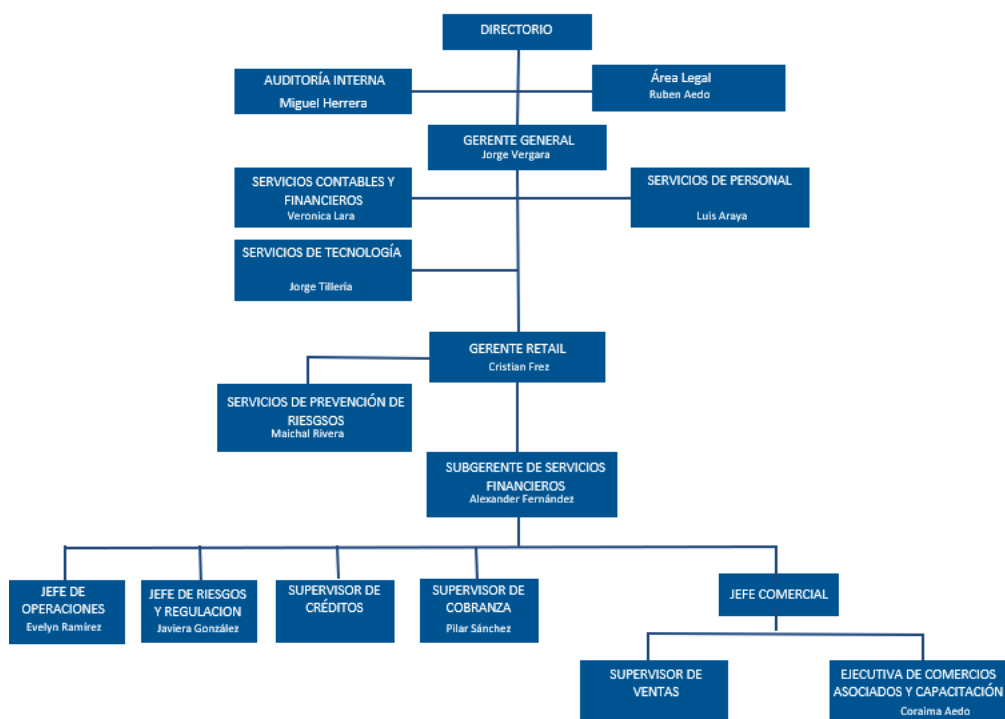 DIRECTORIO
AUDITORÍA INTERNA
Miguel Herrera
Área Legal
Ruben Aedo
GERENTE GENERAL
Jorge Vergara
SERVICIOS CONTABLES Y
FINANCIEROS
Veronica Lara
SERVICIOS DE PERSONAL
Luis Araya
SERVICIOS DE TECNOLOGÍA
Jorge Tillería
GERENTE RETAIL
Cristian Frez
SERVICIOS DE PREVENCIÓN DE
RIESGSOS
Maichal Rivera
SUBGERENTE DE SERVICIOS
FINANCIEROS
Alexander Fernández
JEFE DE
OPERACIONES
Evelyn Ramírez
JEFE DE RIESGOS
Y REGULACION
Javiera González
SUPERVISOR DE
CRÉDITOS
SUPERVISOR DE
COBRANZA
Pilar Sánchez
JEFE COMERCIAL
SUPERVISOR DE
VENTAS
EJECUTIVA DE COMERCIOS
ASOCIADOS Y CAPACITACIÓN
Coraima Aedo